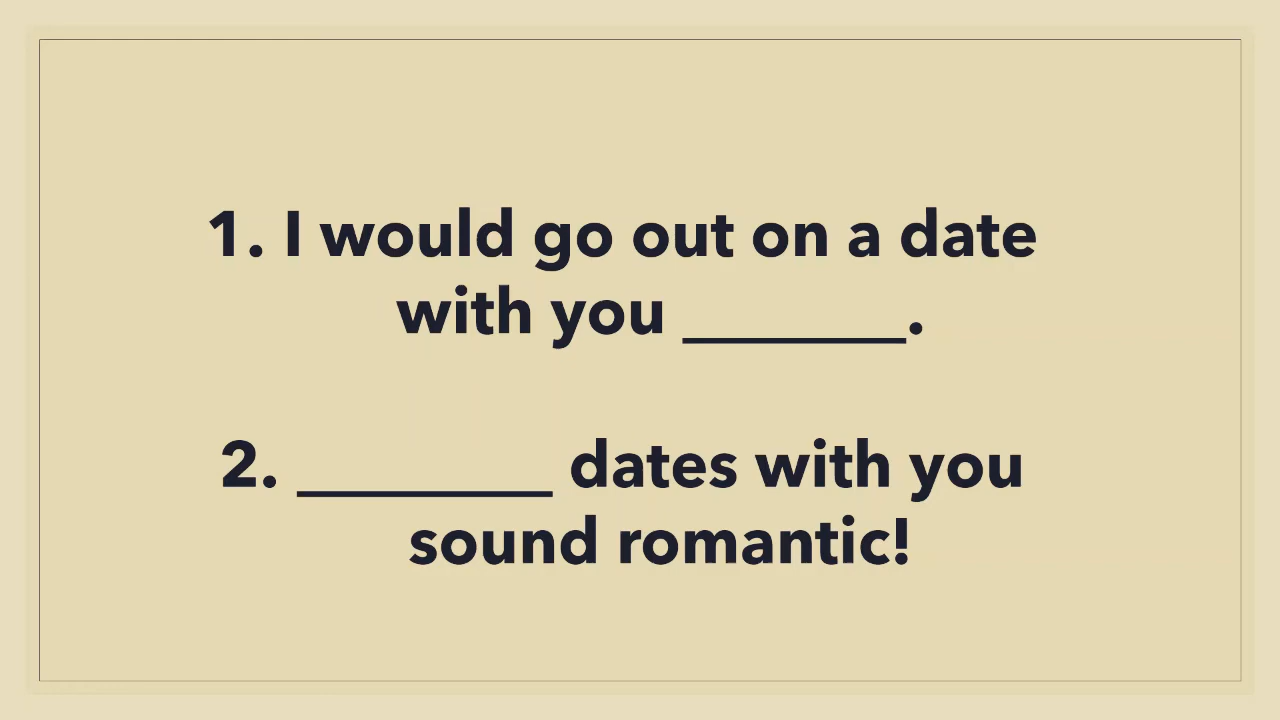 1. I would go out on a date
with you ________.
2. _________ dates with you
sound romantic!